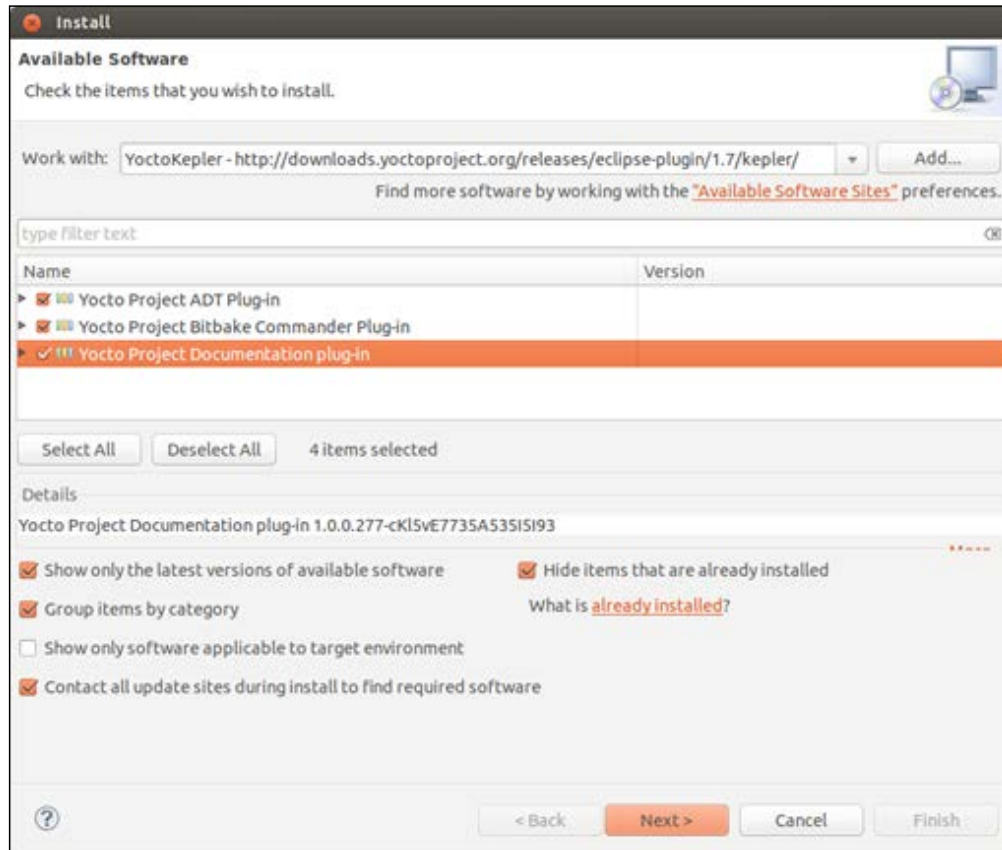 Install
Available Software
Check the items that you wish to install.
Work with: YoctoKepler - http://downloads.yoctoproject.org/releases/eclipse-plugin/1.7/kepler/ Add...
Find more software by working with the "Available Software Sites" preferences.
type filter text
Name Version
Yocto Project ADT Plug-in
Yocto Project Bitbake Commander Plug-in
Yocto Project Documentation plug-in
Select All Deselect All 4 items selected
Details
Yocto Project Documentation plug-in 1.0.0.277-cKl5vE7735A535I5I93
Show only the latest versions of available software Hide items that are already installed
Group items by category What is already installed?
Show only software applicable to target environment
Contact all update sites during install to find required software
? < Back Next > Cancel Finish